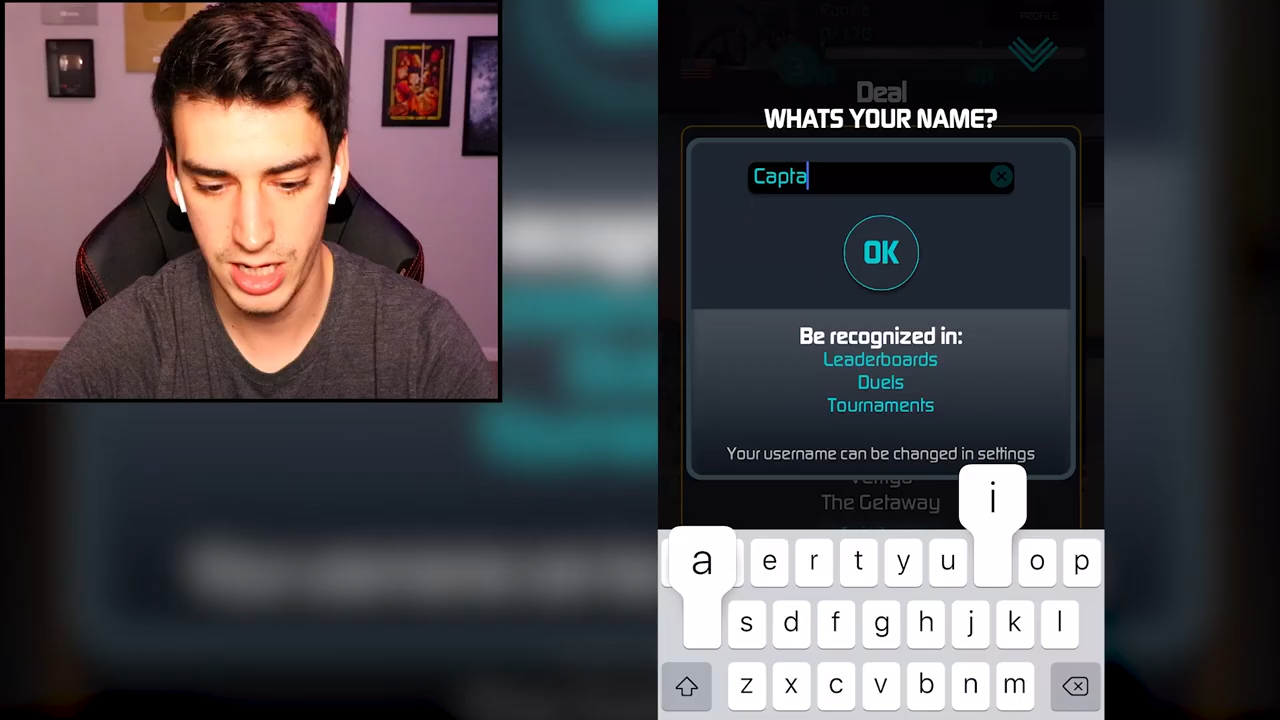 PROFILE
Deal
WHATS YOUR NAME?
Capta
OK
Be recognized in:
Leaderboards
Duels
Tournaments
Your username can be changed in settings
The Getaway
i
a e r t y u o p
s d f g h j k l
z x c v b n m